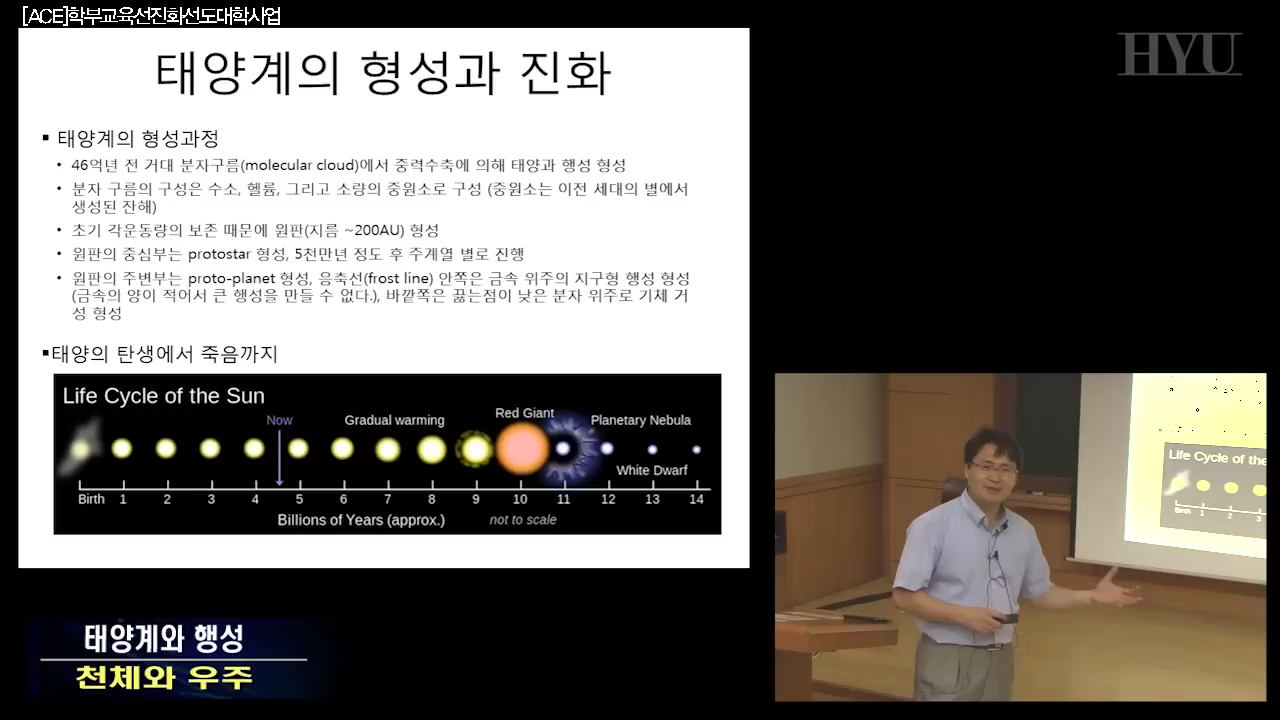 [ACE]학부교육선진화선도대학사업
HYU
태양계의 형성과 진화
▪ 태양계의 형성과정
• 46억년 전 거대 분자구름(molecular cloud)에서 중력수축에 의해 태양과 행성 형성
• 분자 구름의 구성은 수소, 헬륨, 그리고 소량의 중원소로 구성 (중원소는 이전 세대의 별에서
생성된 잔해)
• 초기 각운동량의 보존 때문에 원판(지름 ~200AU) 형성
• 원판의 중심부는 protostar 형성, 5천만년 정도 후 주계열 별로 진행
• 원판의 주변부는 proto-planet 형성, 응축선(frost line) 안쪽은 금속 위주의 지구형 행성 형성
(금속의 양이 적어서 큰 행성을 만들 수 없다.), 바깥쪽은 끓는점이 낮은 분자 위주로 기체 거
성 형성
▪태양의 탄생에서 죽음까지
Life Cycle of the Sun
Now Gradual warming Red Giant Planetary Nebula
White Dwarf
Birth 1 2 3 4 5 6 7 8 9 10 11 12 13 14
Billions of Years (approx.) not to scale
Life Cycle of the
Birth 1 2 3
태양계와 행성
천체와 우주